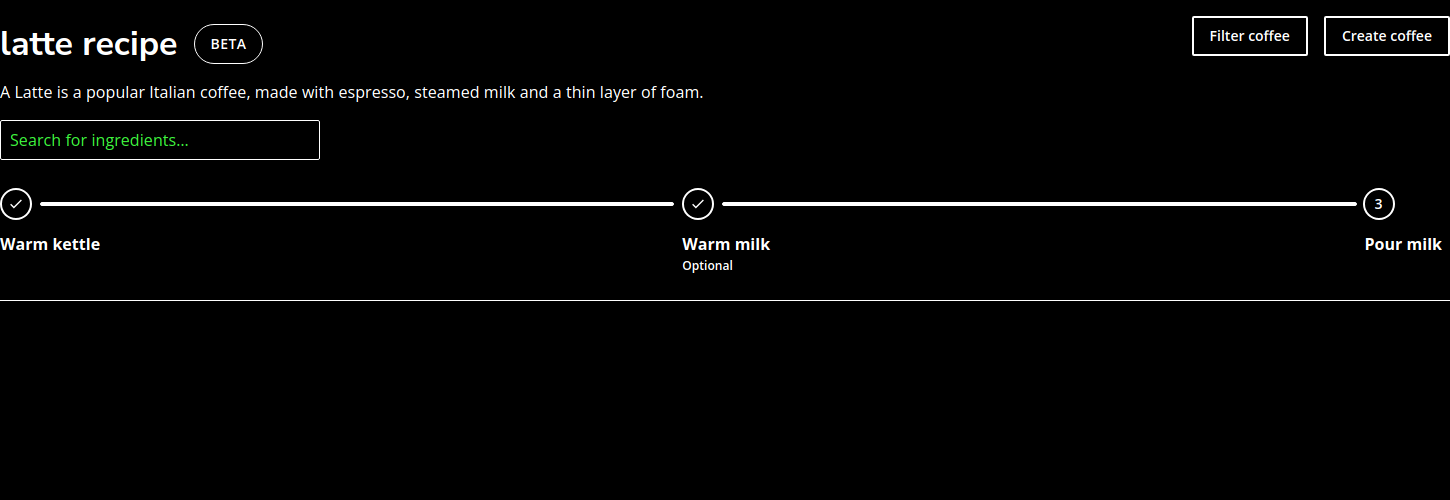 latte recipe BETA
Filter coffee Create coffee
A Latte is a popular Italian coffee, made with espresso, steamed milk and a thin layer of foam.
Search for ingredients...
3
Warm kettle Warm milk Pour milk
Optional